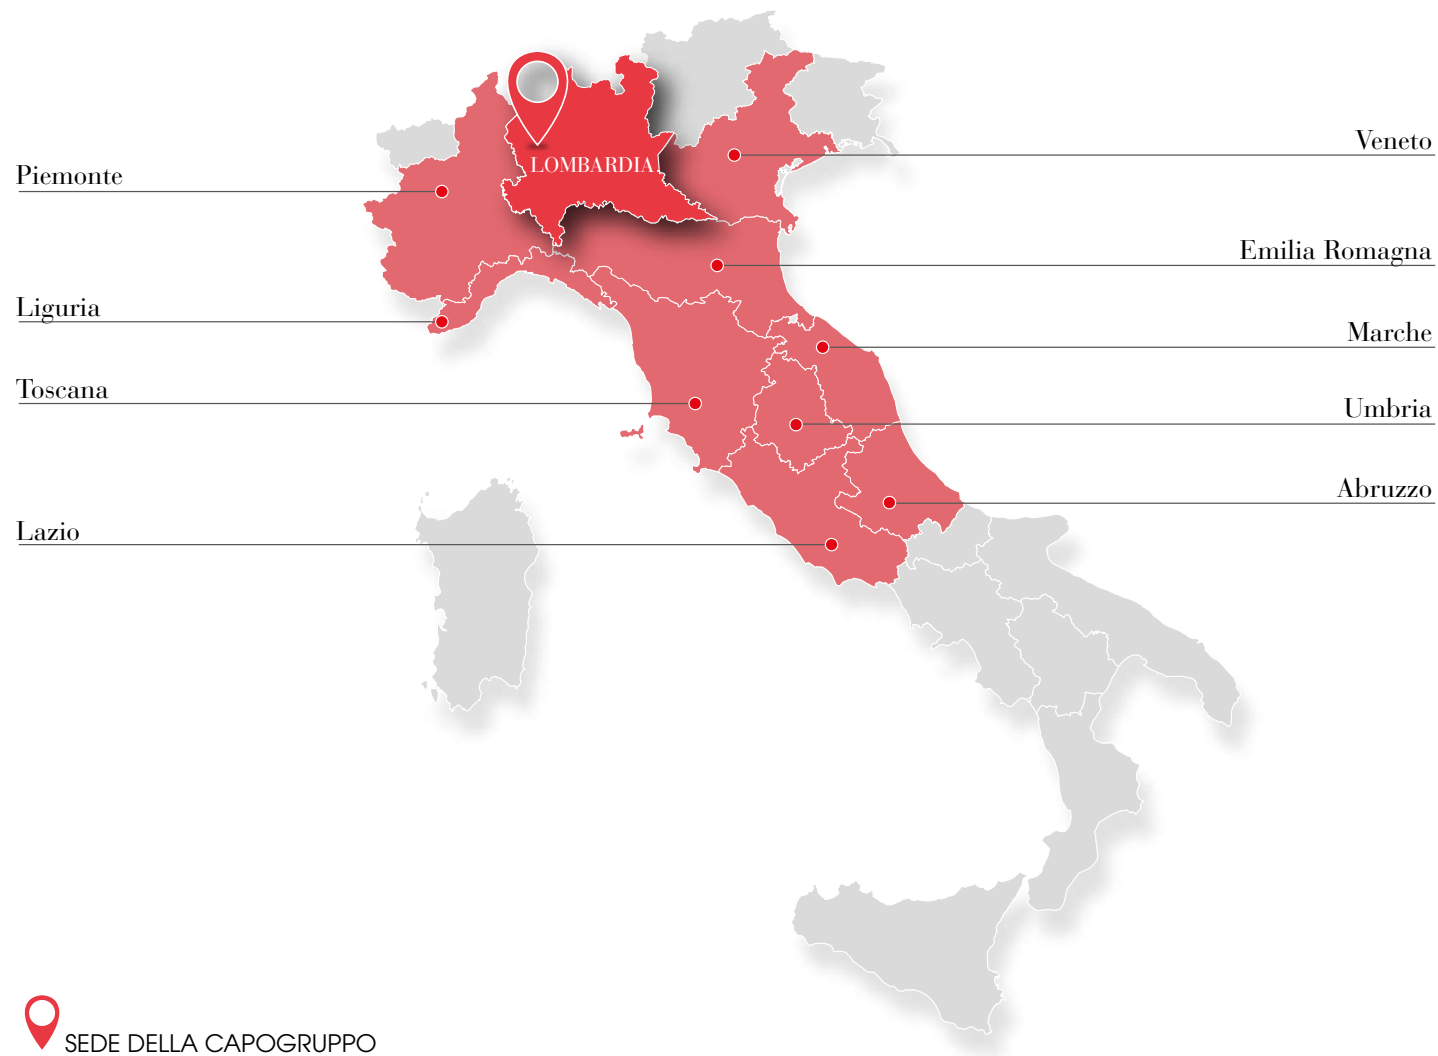 Veneto
LOMBARDIA
Piemonte
Emilia Romagna
Liguria
Marche
Toscana
Umbria
Abruzzo
Lazio
SEDE DELLA CAPOGRUPPO